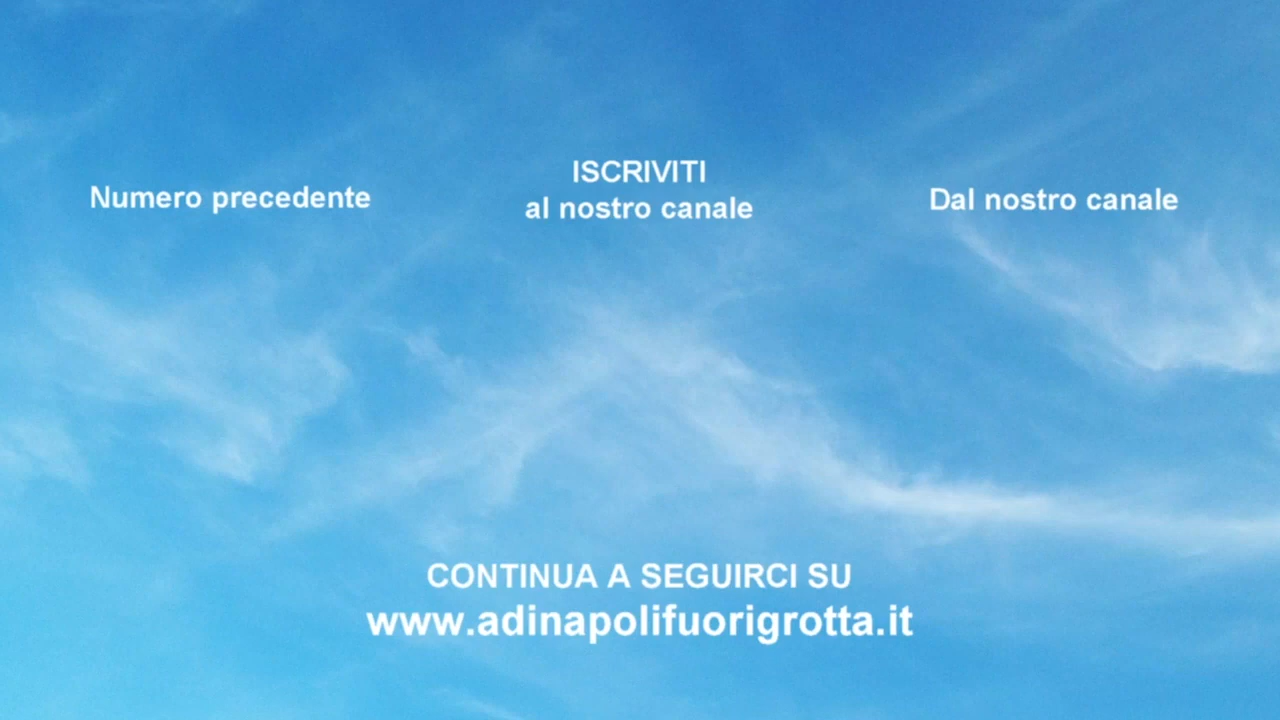 Numero precedente
ISCRIVITI
al nostro canale
Dal nostro canale
CONTINUA A SEGUIRCI SU
www.adinapolifuorigrotta.it